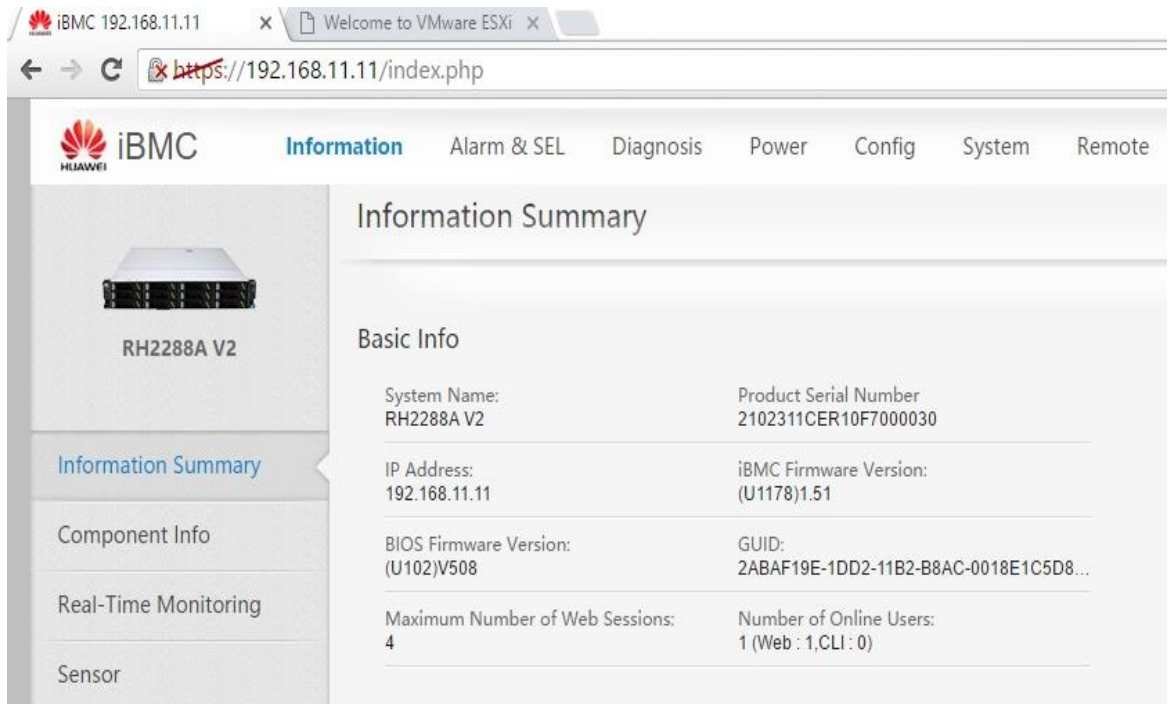 iBMC 192.168.11.11
Welcome to VMware ESXi
https://192.168.11.11/index.php
HUAWEI
iBMC
Information Alarm & SEL Diagnosis Power Config System Remote
RH2288A V2
Information Summary
Component Info
Real-Time Monitoring
Sensor
Information Summary
Basic Info
System Name: Product Serial Number
RH2288A V2 2102311CER10F7000030
IP Address: iBMC Firmware Version:
192.168.11.11 (U1178)1.51
BIOS Firmware Version: GUID:
(U102)V508 2ABAF19E-1DD2-11B2-B8AC-0018E1C5D8...
Maximum Number of Web Sessions: Number of Online Users:
4 1 (Web : 1,CLI : 0)